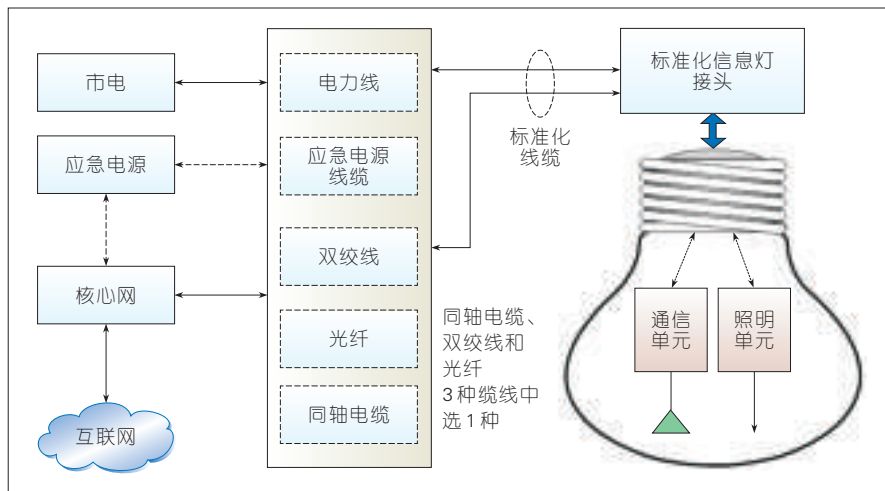 市电
应急电源
核心网
互联网
电力线
应急电源
线缆
双绞线
光纤
同轴电缆
标准化
线缆
同轴电缆、
双绞线和
光纤
3种缆线中
选1种
标准化信息灯
接头
通信
单元
照明
单元